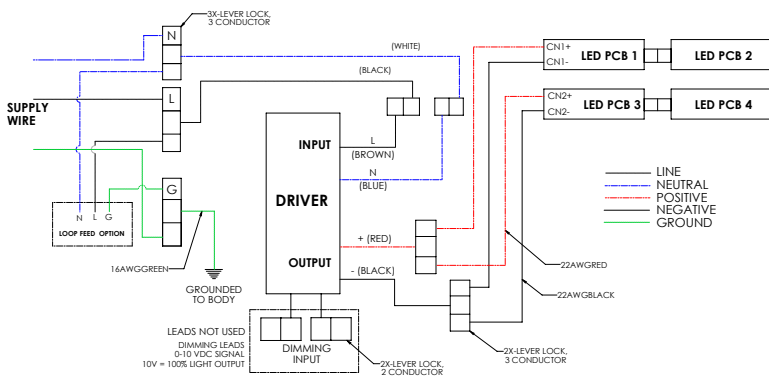 3X-LEVER LOCK,
3 CONDUCTOR
N
(WHITE)
(BLACK)
SUPPLY
WIRE
L
G
N L G
LOOP FEED OPTION
16AWGGREEN
GROUNDED
TO BODY
INPUT
L
(BROWN)
N
(BLUE)
DRIVER
+ (RED)
OUTPUT
- (BLACK)
LEADS NOT USED
DIMMING LEADS
0-10 VDC SIGNAL
10V = 100% LIGHT OUTPUT
DIMMING
INPUT
2X-LEVER LOCK,
2 CONDUCTOR
2X-LEVER LOCK,
3 CONDUCTOR
CN1+
CN1-
LED PCB 1
LED PCB 2
CN2+
CN2-
LED PCB 3
LED PCB 4
LINE
NEUTRAL
POSITIVE
NEGATIVE
GROUND
22AWGRED
22AWGBLACK